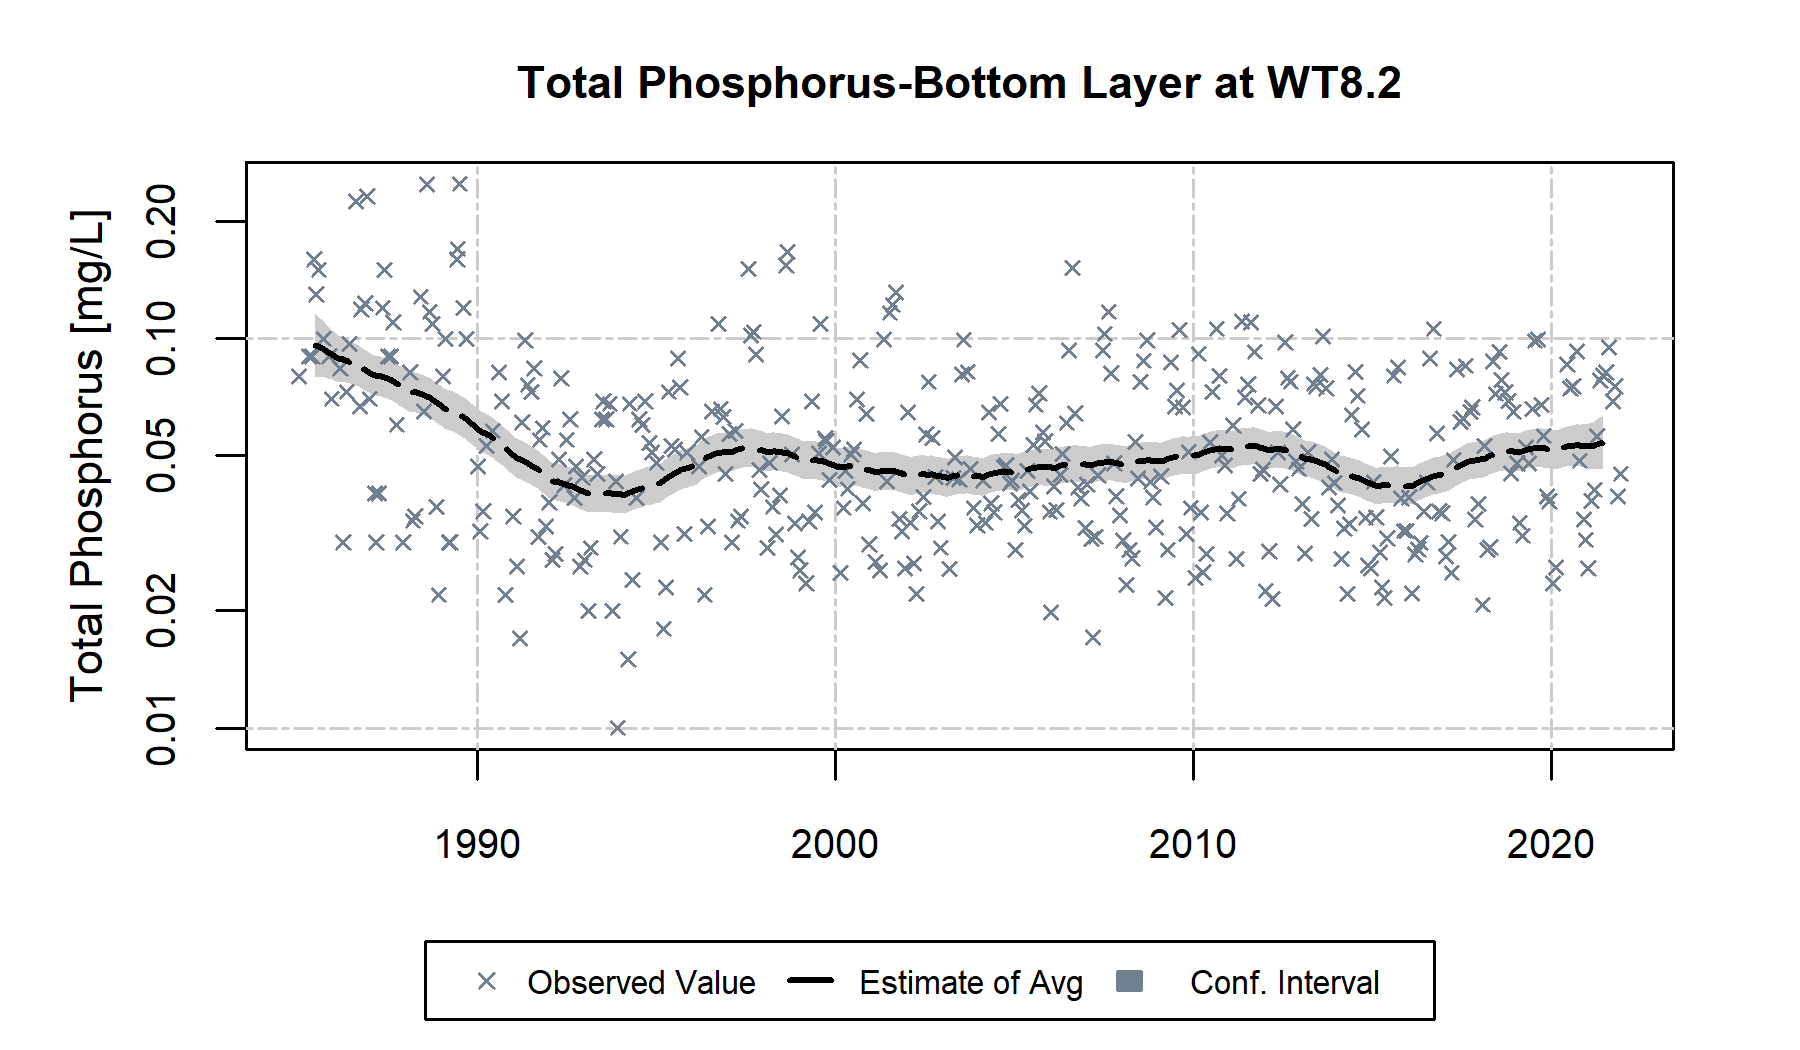 Total Phosphorus-Bottom Layer at WT8.2
Total Phosphorus [mg/L]
0.20
0.10
0.05
0.02
0.01
1990 2000 2010 2020
Observed Value Estimate of Avg Conf. Interval